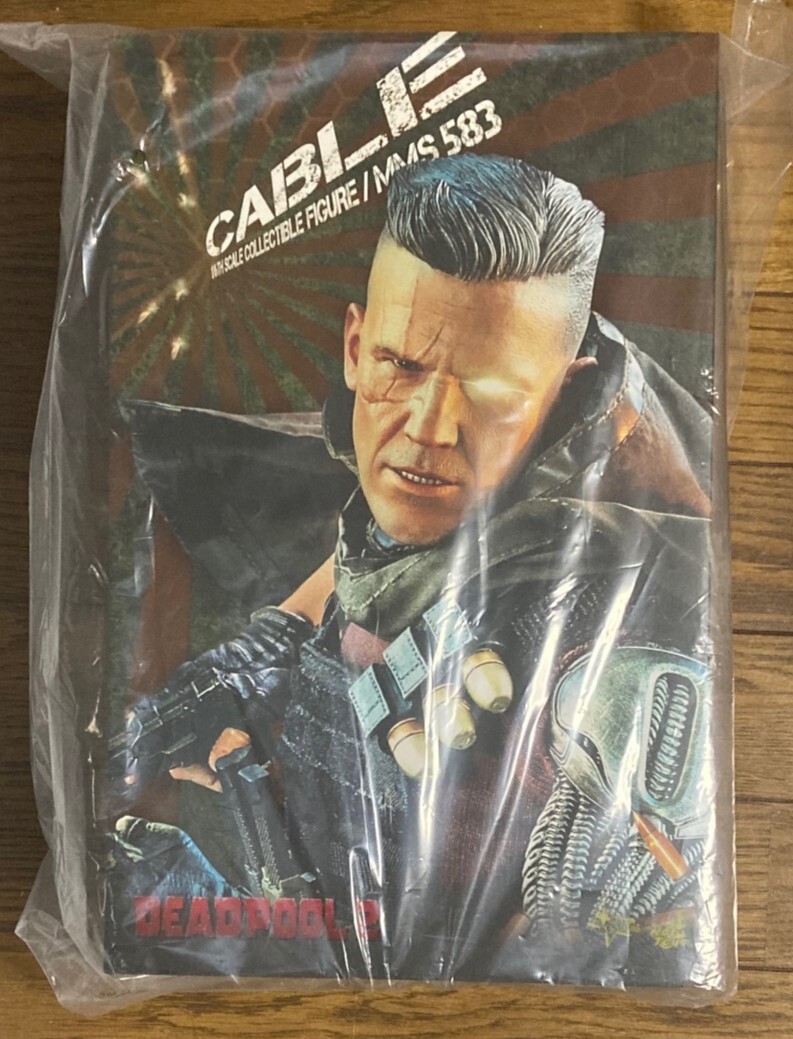 CABLE
1/6TH SCALE COLLECTIBLE FIGURE / MMS 583
DEADPOOL 2